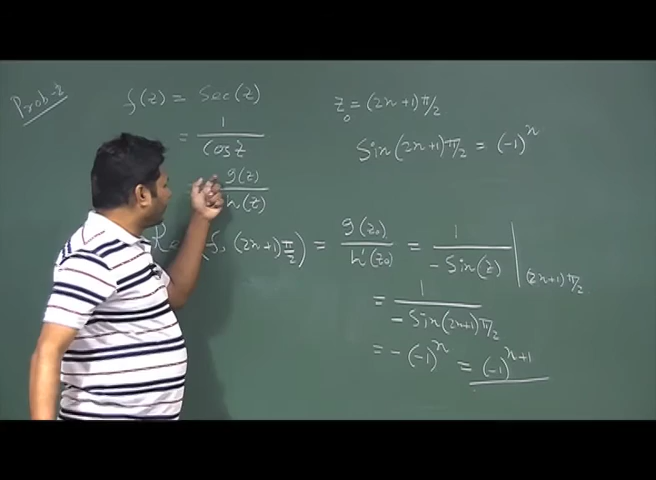 Prob-2
f(z) = Sec(z)
= 1 / Cos z
g(z) / h(z)
z₀ = (2n+1) π/2
Sin(2n+1) π/2 = (-1)ⁿ
(2n+1) π/2) = g(z₀) / h'(z₀) = 1 / - Sin(z) | (2n+1) π/2
= 1 / - Sin(2n+1) π/2
= - (-1)ⁿ = (-1)ⁿ⁺¹